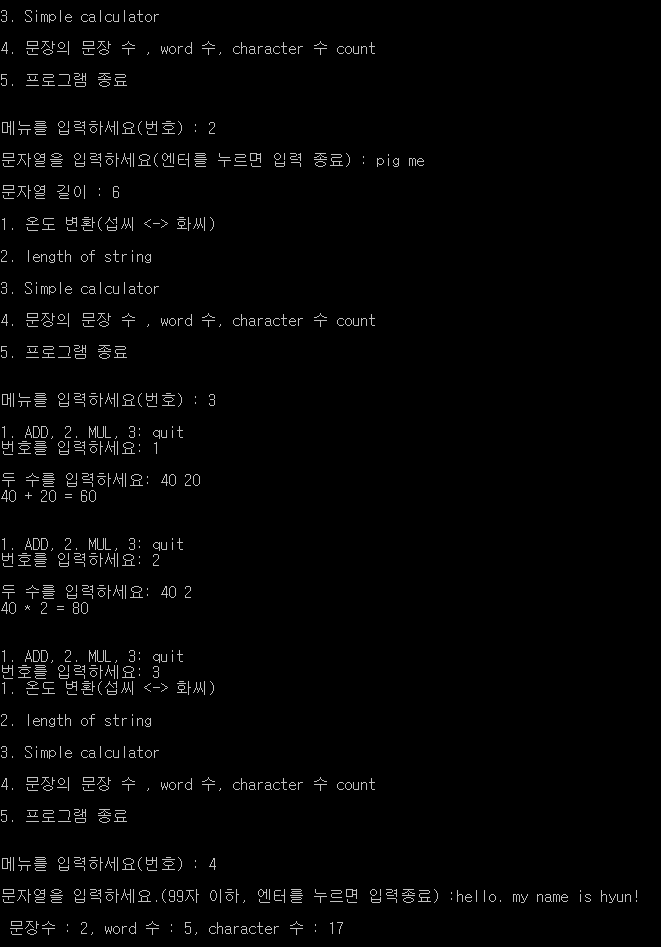 3. Simple calculator
4. 문장의 문장 수 , word 수, character 수 count
5. 프로그램 종료
메뉴를 입력하세요(번호) : 2
문자열을 입력하세요(엔터를 누르면 입력 종료) : pig me
문자열 길이 : 6
1. 온도 변환(섭씨 <-> 화씨)
2. length of string
3. Simple calculator
4. 문장의 문장 수 , word 수, character 수 count
5. 프로그램 종료
메뉴를 입력하세요(번호) : 3
1. ADD, 2. MUL, 3: quit
번호를 입력하세요: 1
두 수를 입력하세요: 40 20
40 + 20 = 60
1. ADD, 2. MUL, 3: quit
번호를 입력하세요: 2
두 수를 입력하세요: 40 2
40 * 2 = 80
1. ADD, 2. MUL, 3: quit
번호를 입력하세요: 3
1. 온도 변환(섭씨 <-> 화씨)
2. length of string
3. Simple calculator
4. 문장의 문장 수 , word 수, character 수 count
5. 프로그램 종료
메뉴를 입력하세요(번호) : 4
문자열을 입력하세요.(99자 이하, 엔터를 누르면 입력종료) :hello. my name is hyun!
문장수 : 2, word 수 : 5, character 수 : 17